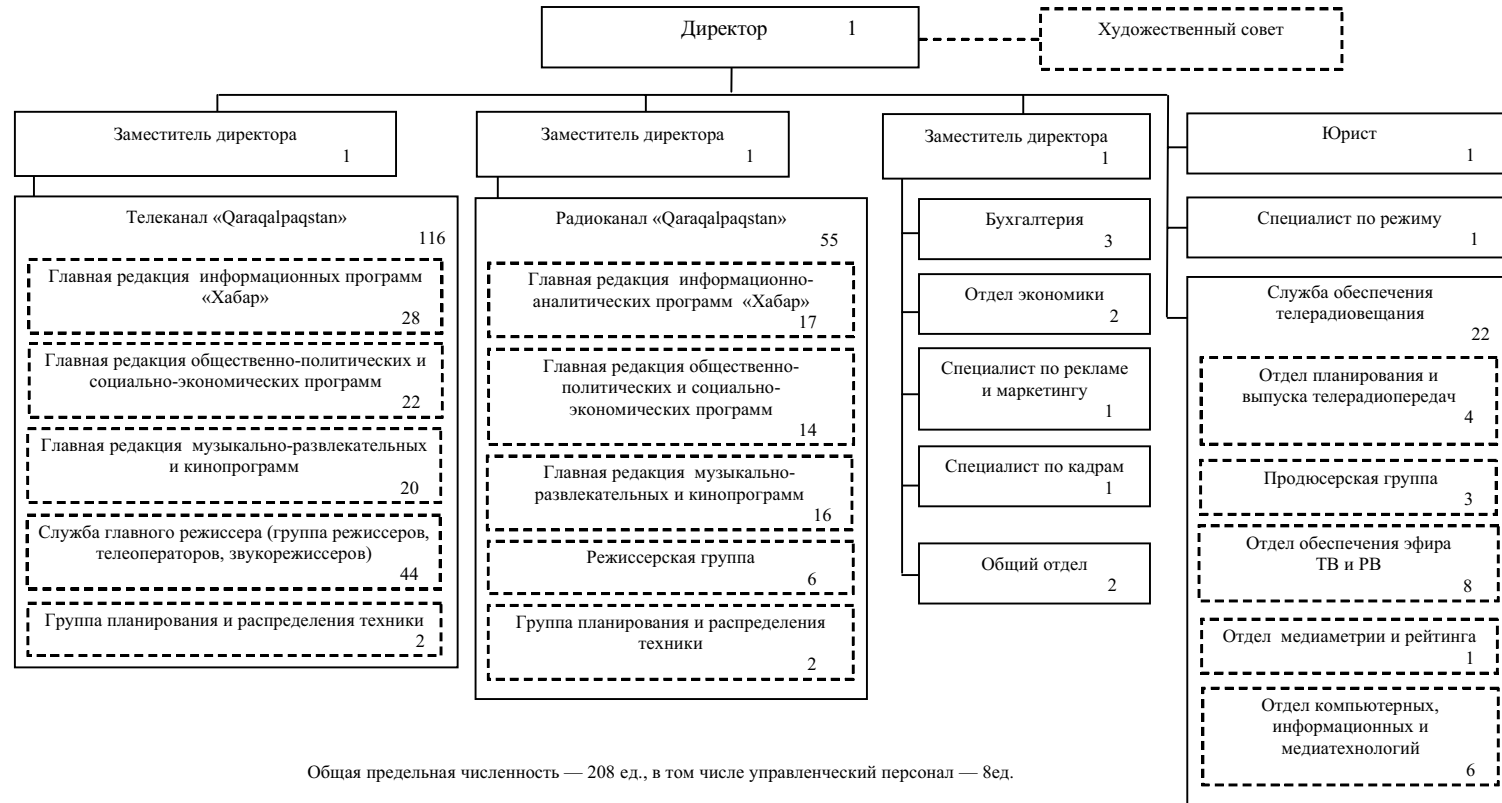 Директор 1
Художественный совет
Заместитель директора
1
Телеканал «Qaraqalpaqstan»
116
Главная редакция информационных программ
«Хабар»
28
Главная редакция общественно-политических и
социально-экономических программ
22
Главная редакция музыкально-развлекательных
и кинопрограмм
20
Служба главного режиссера (группа режиссеров,
телеоператоров, звукорежиссеров)
44
Группа планирования и распределения техники
2
Заместитель директора
1
Радиоканал «Qaraqalpaqstan»
55
Главная редакция информационно-
аналитических программ «Хабар»
17
Главная редакция общественно-
политических и социально-
экономических программ
14
Главная редакция музыкально-
развлекательных и кинопрограмм
16
Режиссерская группа
6
Группа планирования и распределения
техники
2
Заместитель директора
1
Бухгалтерия
3
Отдел экономики
2
Специалист по рекламе
и маркетингу
1
Специалист по кадрам
1
Общий отдел
2
Юрист
1
Специалист по режиму
1
Служба обеспечения
телерадиовещания
22
Отдел планирования и
выпуска телерадиопередач
4
Продюсерская группа
3
Отдел обеспечения эфира
ТВ и РВ
8
Отдел медиаметрии и рейтинга
1
Отдел компьютерных,
информационных и
медиатехнологий
6
Общая предельная численность — 208 ед., в том числе управленческий персонал — 8ед.